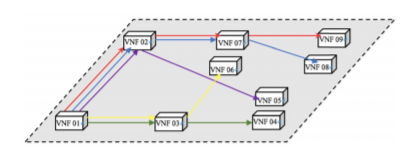 VNF 02
VNF 07
VNF 09
VNF 06
VNF 08
VNF 05
VNF 01
VNF 03
VNF 04